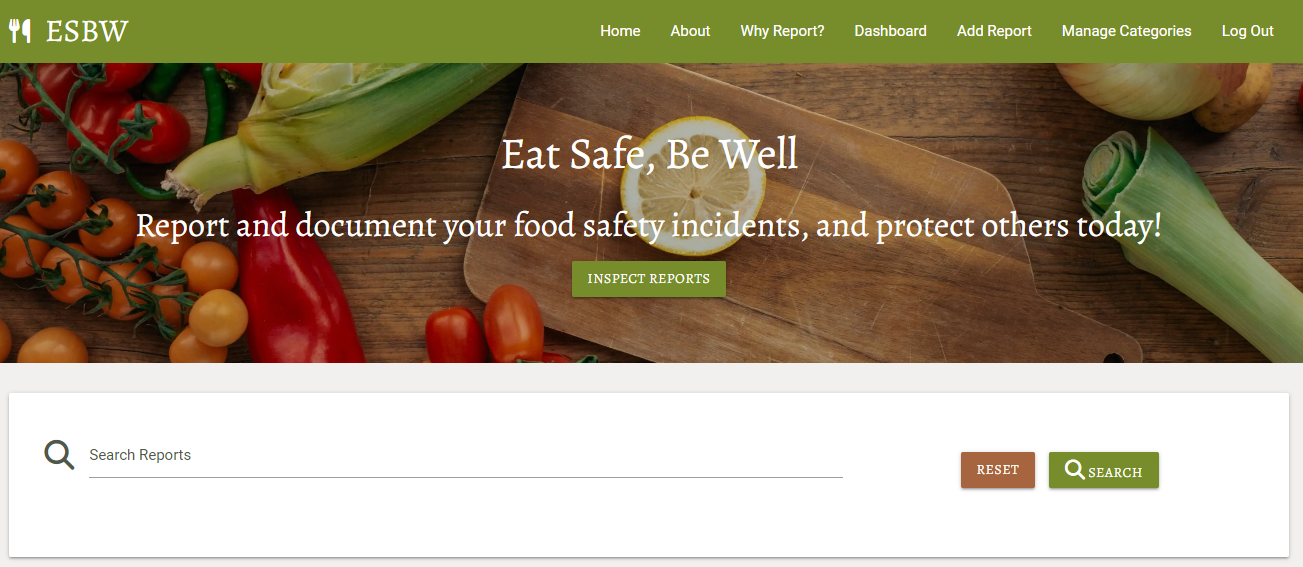 ESBW
Home About Why Report? Dashboard Add Report Manage Categories Log Out
Eat Safe, Be Well
Report and document your food safety incidents, and protect others today!
INSPECT REPORTS
Search Reports
RESET SEARCH